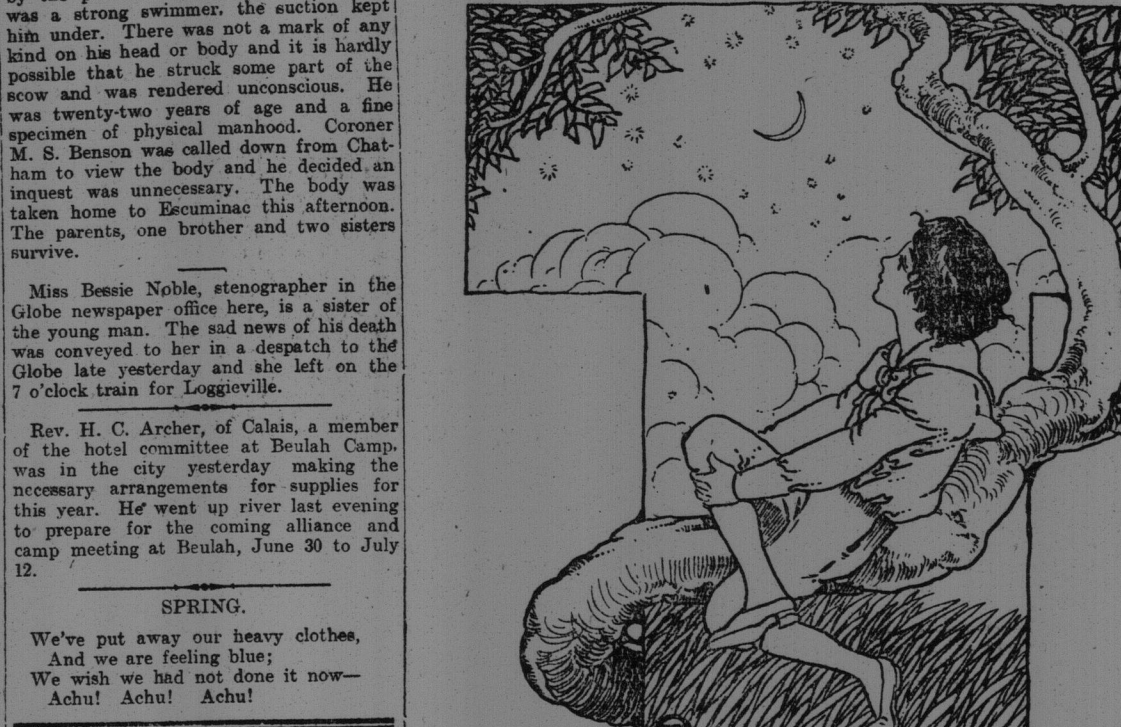 was a strong swimmer, the suction kept
him under. There was not a mark of any
kind on his head or body and it is hardly
possible that he struck some part of the
scow and was rendered unconscious. He
was twenty-two years of age and a fine
specimen of physical manhood. Coroner
M. S. Benson was called down from Chat-
ham to view the body and he decided an
inquest was unnecessary. The body was
taken home to Escuminac this afternoon.
The parents, one brother and two sisters
survive.
Miss Bessie Noble, stenographer in the
Globe newspaper office here, is a sister of
the young man. The sad news of his death
was conveyed to her in a despatch to the
Globe late yesterday and she left on the
7 o'clock train for Loggieville.
Rev. H. C. Archer, of Calais, a member
of the hotel committee at Beulah Camp,
was in the city yesterday making the
necessary arrangements for supplies for
this year. He went up river last evening
to prepare for the coming alliance and
camp meeting at Beulah, June 30 to July
12.
SPRING.
We've put away our heavy clothes,
And we are feeling blue;
We wish we had not done it now—
Achu! Achu! Achu!